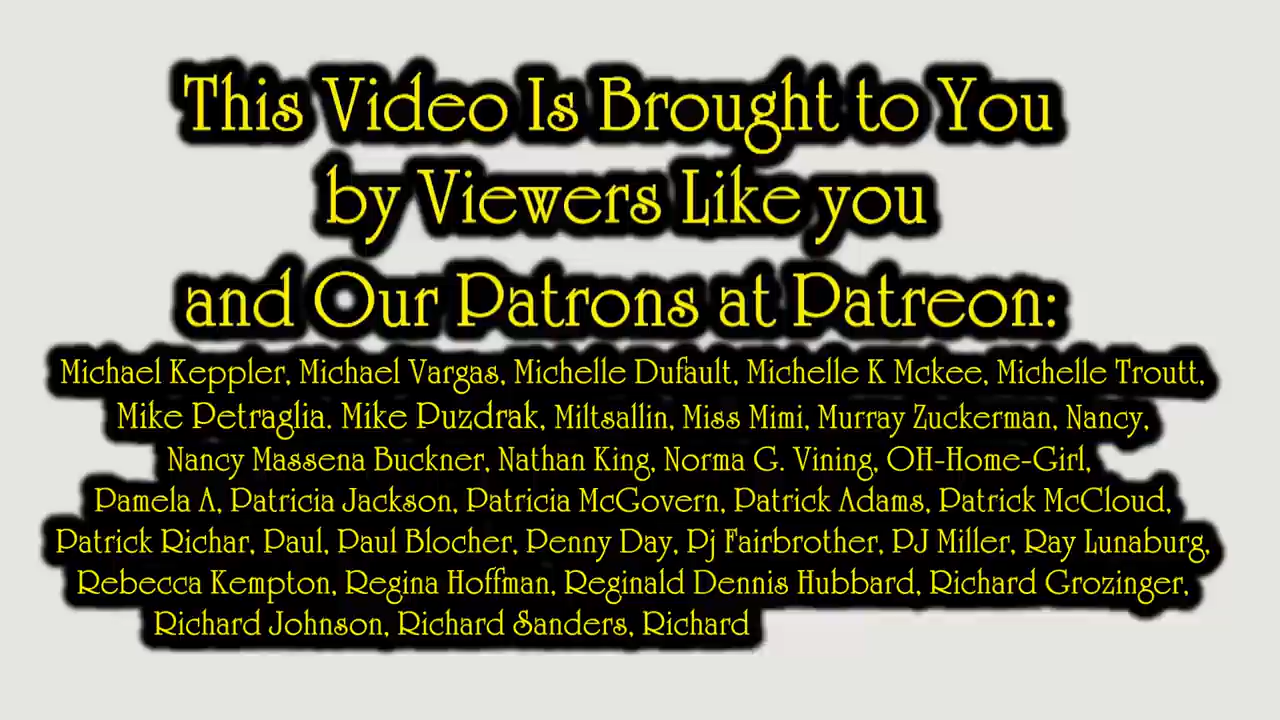 This Video Is Brought to You
by Viewers Like you
and Our Patrons at Patreon:
Michael Keppler, Michael Vargas, Michelle Dufault, Michelle K Mckee, Michelle Troutt,
Mike Petraglia. Mike Puzdrak, Miltsallin, Miss Mimi, Murray Zuckerman, Nancy,
Nancy Massena Buckner, Nathan King, Norma G. Vining, OH-Home-Girl,
Pamela A, Patricia Jackson, Patricia McGovern, Patrick Adams, Patrick McCloud,
Patrick Richar, Paul, Paul Blocher, Penny Day, Pj Fairbrother, PJ Miller, Ray Lunaburg,
Rebecca Kempton, Regina Hoffman, Reginald Dennis Hubbard, Richard Grozinger,
Richard Johnson, Richard Sanders, Richard